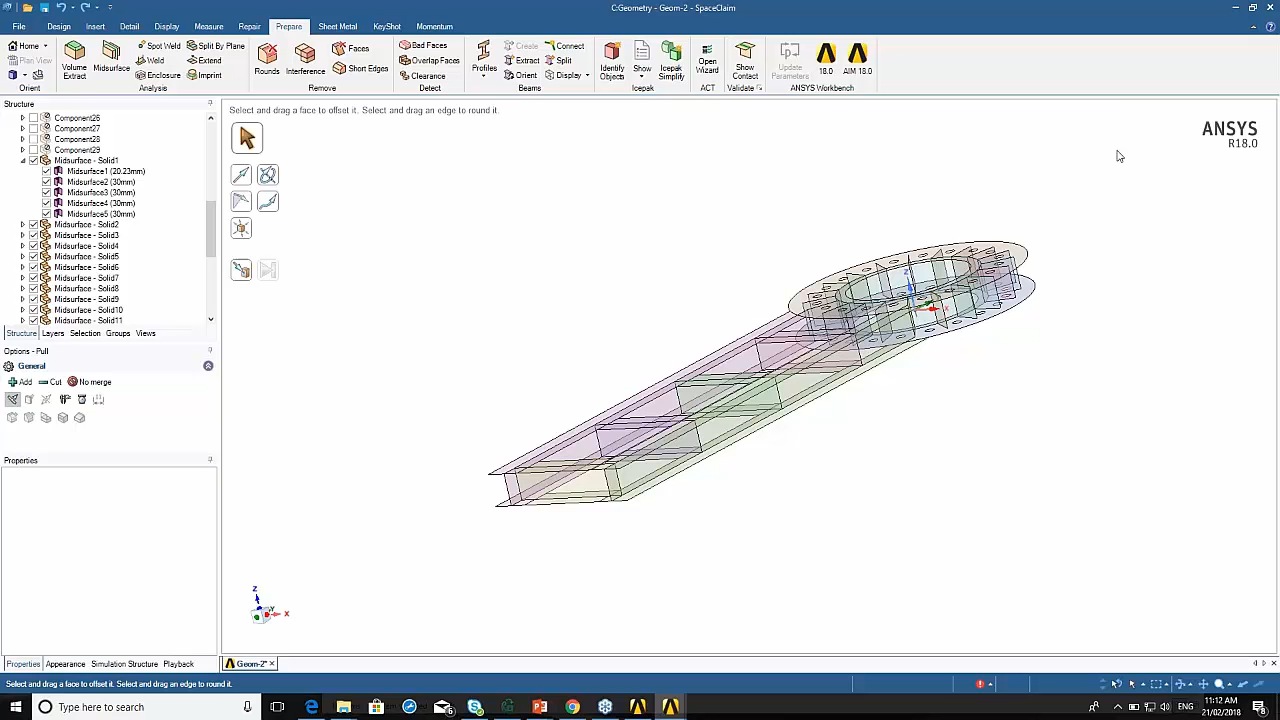 C:Geometry - Geom-2 - SpaceClaim
File Design Insert Detail Display Measure Repair Prepare Sheet Metal KeyShot Momentum
Home
Plan View
Orient
Volume Extract
Midsurface
Spot Weld
Weld
Enclosure
Split By Plane
Extend
Imprint
Analysis
Rounds
Interference
Faces
Short Edges
Remove
Bad Faces
Overlap Faces
Clearance
Detect
Profiles
Create
Extract
Orient
Connect
Split
Display
Beams
Identify Objects
Show
Icepak Simplify
Icepak
Open Wizard
ACT
Show Contact
Validate
Update Parameters
18.0
AIM 18.0
ANSYS Workbench
Structure
Component26
Component27
Component28
Component29
Midsurface - Solid1
Midsurface1 (20.23mm)
Midsurface2 (30mm)
Midsurface3 (30mm)
Midsurface4 (30mm)
Midsurface5 (30mm)
Midsurface - Solid2
Midsurface - Solid3
Midsurface - Solid4
Midsurface - Solid5
Midsurface - Solid6
Midsurface - Solid7
Midsurface - Solid8
Midsurface - Solid9
Midsurface - Solid10
Midsurface - Solid11
Structure Layers Selection Groups Views
Options - Pull
General
Add Cut No merge
Properties
Properties Appearance Simulation Structure Playback
Select and drag a face to offset it. Select and drag an edge to round it.
ANSYS
R18.0
Z
X
Z
Y
X
Geom-2*
Select and drag a face to offset it. Select and drag an edge to round it.
Type here to search
ENG
11:12 AM
21/02/2018